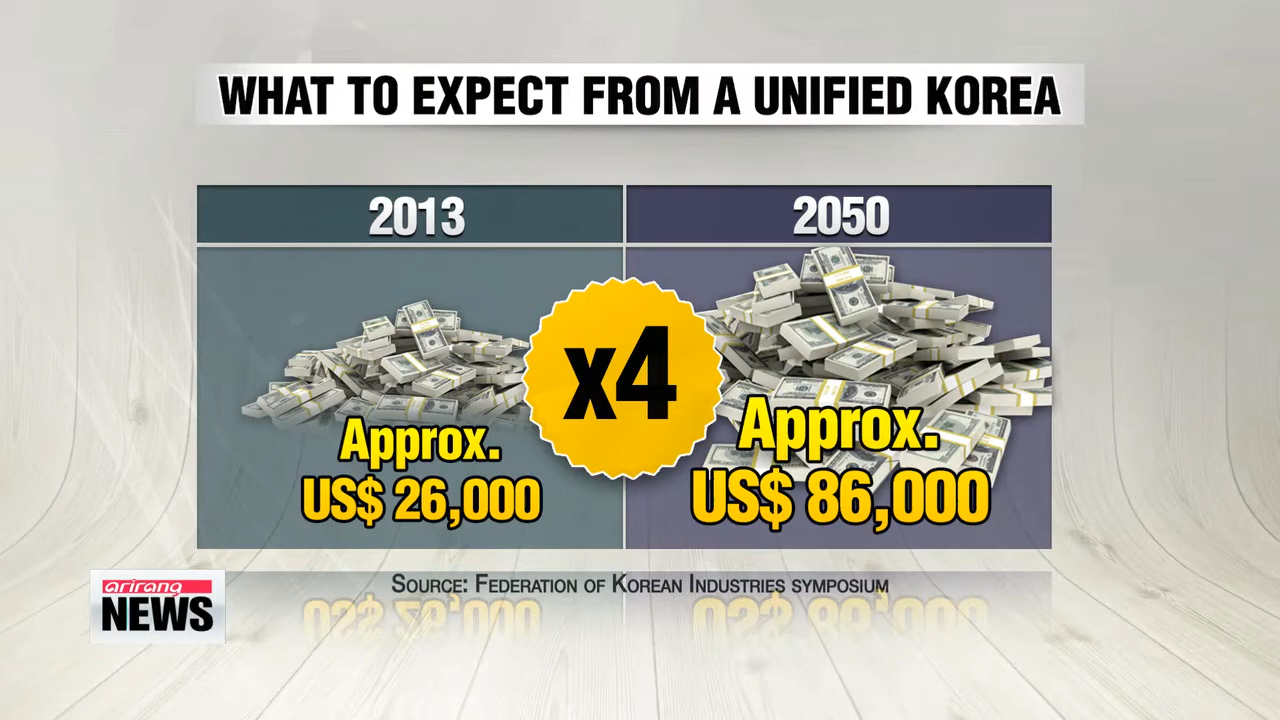 WHAT TO EXPECT FROM A UNIFIED KOREA
2013
2050
x4
Approx.
US$ 26,000
Approx.
US$ 86,000
SOURCE: FEDERATION OF KOREAN INDUSTRIES SYMPOSIUM
arirang
NEWS